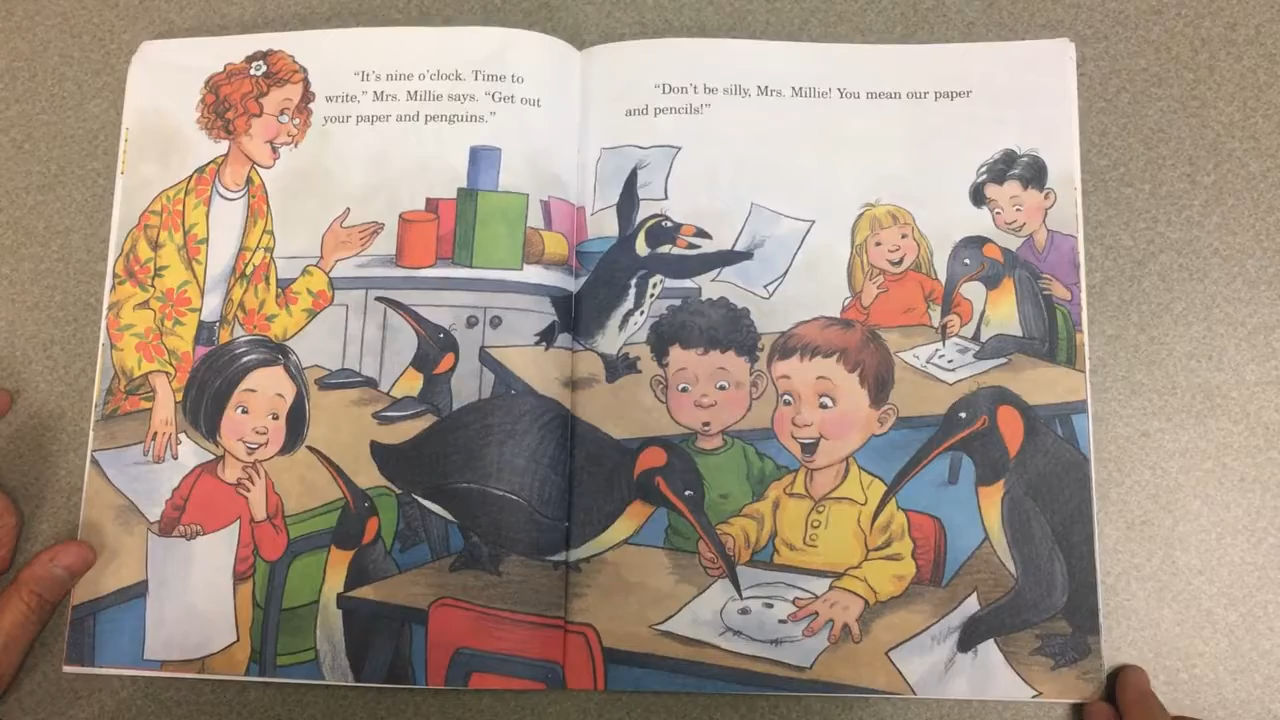 “It’s nine o’clock. Time to
write,” Mrs. Millie says. “Get out
your paper and penguins.”
“Don’t be silly, Mrs. Millie! You mean our paper
and pencils!”